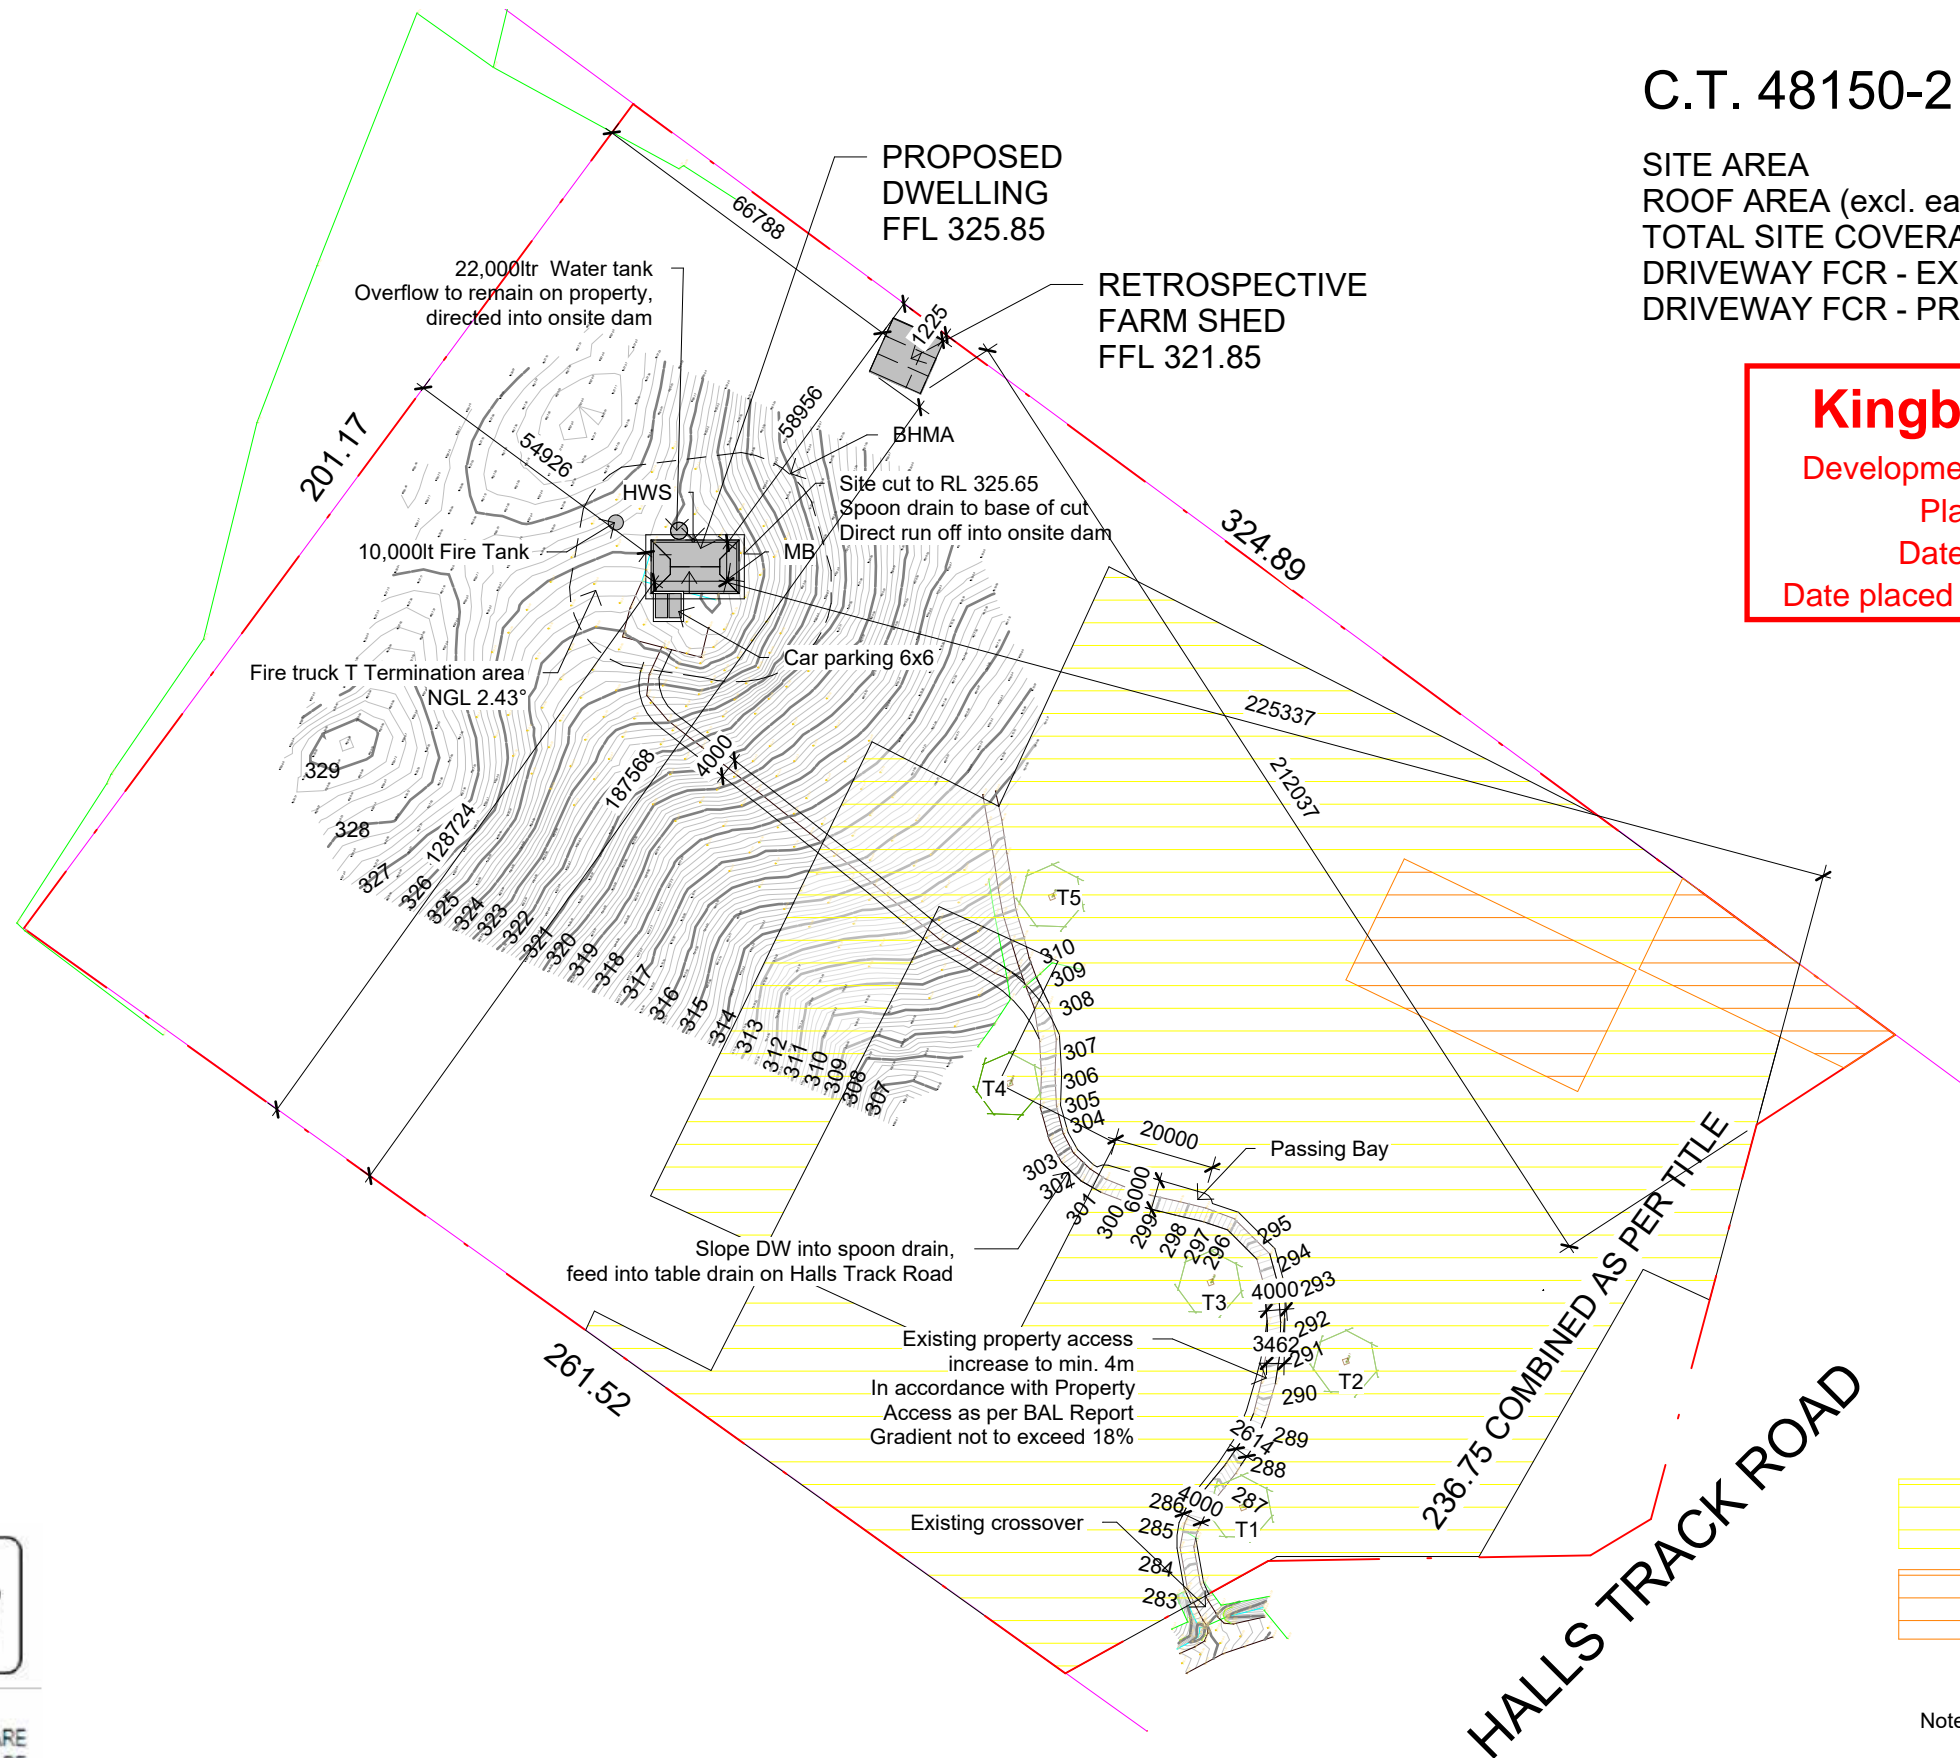 C.T. 48150-2
SITE AREA
ROOF AREA (excl. ea
TOTAL SITE COVERA
DRIVEWAY FCR - EX
DRIVEWAY FCR - PR
Kingb
Developme
Pla
Date
Date placed
PROPOSED
DWELLING
FFL 325.85
RETROSPECTIVE
FARM SHED
FFL 321.85
22,000ltr Water tank
Overflow to remain on property,
directed into onsite dam
66788
1225
58956
54926
201.17
324.89
BHMA
HWS
Site cut to RL 325.65
Spoon drain to base of cut
Direct run off into onsite dam
10,000lt Fire Tank
MB
Car parking 6x6
Fire truck T Termination area
NGL 2.43°
225337
212037
4000
187568
128724
329
328
327
326
325
324
323
322
321
320
319
318
317
316
315
314
313
312
311
310
309
308
307
T5
310
309
308
307
306
305
304
T4
303
302
301
300
299
298
297
296
295
294
293
292
291
290
289
288
287
286
285
284
283
20000
6000
Passing Bay
Slope DW into spoon drain,
feed into table drain on Halls Track Road
T3
4000
3462
T2
Existing property access
increase to min. 4m
In accordance with Property
Access as per BAL Report
Gradient not to exceed 18%
2614
4000
T1
Existing crossover
261.52
236.75 COMBINED AS PER TITLE
HALLS TRACK ROAD
Note
ARE